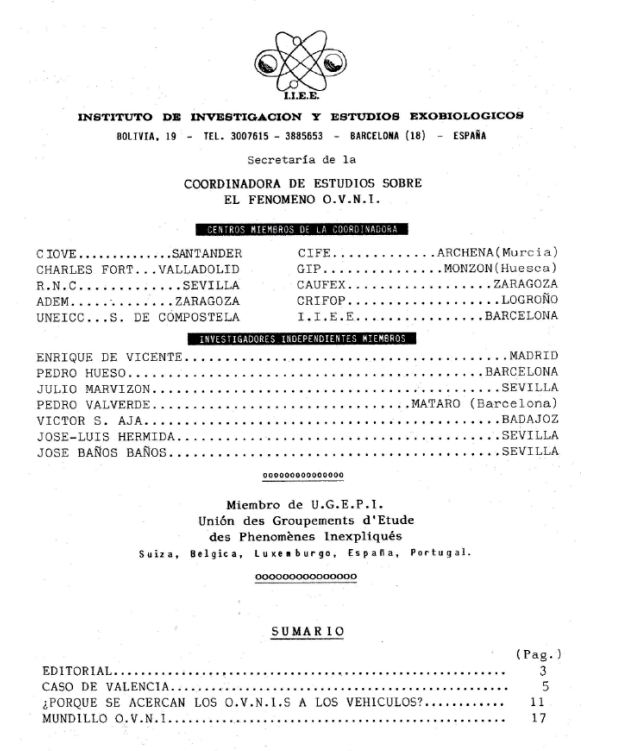 I.I.E.E.
INSTITUTO DE INVESTIGACION Y ESTUDIOS EXOBIOLOGICOS
BOLIVIA, 19 - TEL. 3007615 - 3885653 - BARCELONA (18) - ESPAÑA
Secretaría de la
COORDINADORA DE ESTUDIOS SOBRE
EL FENOMENO O.V.N.I.
CENTROS MIEMBROS DE LA COORDINADORA
CIOVE.............SANTANDER
CHARLES FORT...VALLADOLID
R.N.C.............SEVILLA
ADEM............ZARAGOZA
UNEICC...S. DE COMPOSTELA
CIFE.............ARCHENA(Murcia)
GIP...............MONZON(Huesca)
CAUFEX..................ZARAGOZA
CRIFOP...................LOGROÑO
I.I.E.E................BARCELONA
INVESTIGADORES INDEPENDIENTES MIEMBROS
ENRIQUE DE VICENTE........................................MADRID
PEDRO HUESO............................................BARCELONA
JULIO MARVIZON...........................................SEVILLA
PEDRO VALVERDE................................MATARO (Barcelona)
VICTOR S. AJA............................................BADAJOZ
JOSE-LUIS HERMIDA........................................SEVILLA
JOSE BAÑOS BAÑOS.........................................SEVILLA
oooooooooooooo
Miembro de U.G.E.P.I.
Unión des Groupements d'Etude
des Phenomènes Inexpliqués
Suiza, Belgica, Luxemburgo, España, Portugal.
ooooooooooooooo
SUMARIO
(Pag.)
EDITORIAL.................................................... 3
CASO DE VALENCIA............................................. 5
¿PORQUE SE ACERCAN LOS O.V.N.I.S A LOS VEHICULOS?............ 11
MUNDILLO O.V.N.I............................................. 17